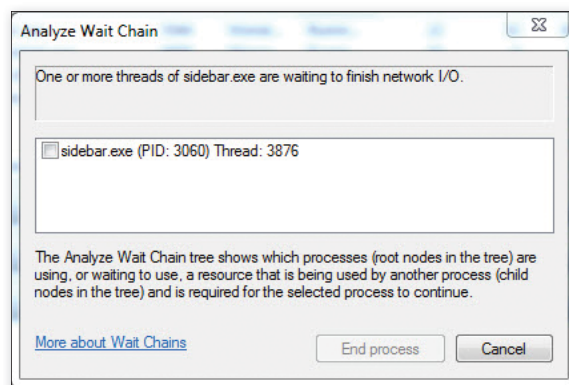 Analyze Wait Chain
One or more threads of sidebar.exe are waiting to finish network I/O.
sidebar.exe (PID: 3060) Thread: 3876
The Analyze Wait Chain tree shows which processes (root nodes in the tree) are
using, or waiting to use, a resource that is being used by another process (child
nodes in the tree) and is required for the selected process to continue.
More about Wait Chains
End process
Cancel